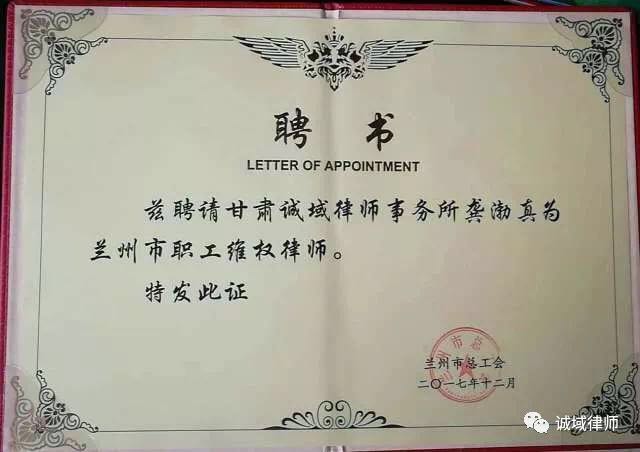 聘书
LETTER OF APPOINTMENT
兹聘请甘肃诚域律师事务所龚渤真为
兰州市职工维权律师。
特发此证
兰州市总工会
二〇一七年十二月
诚域律师